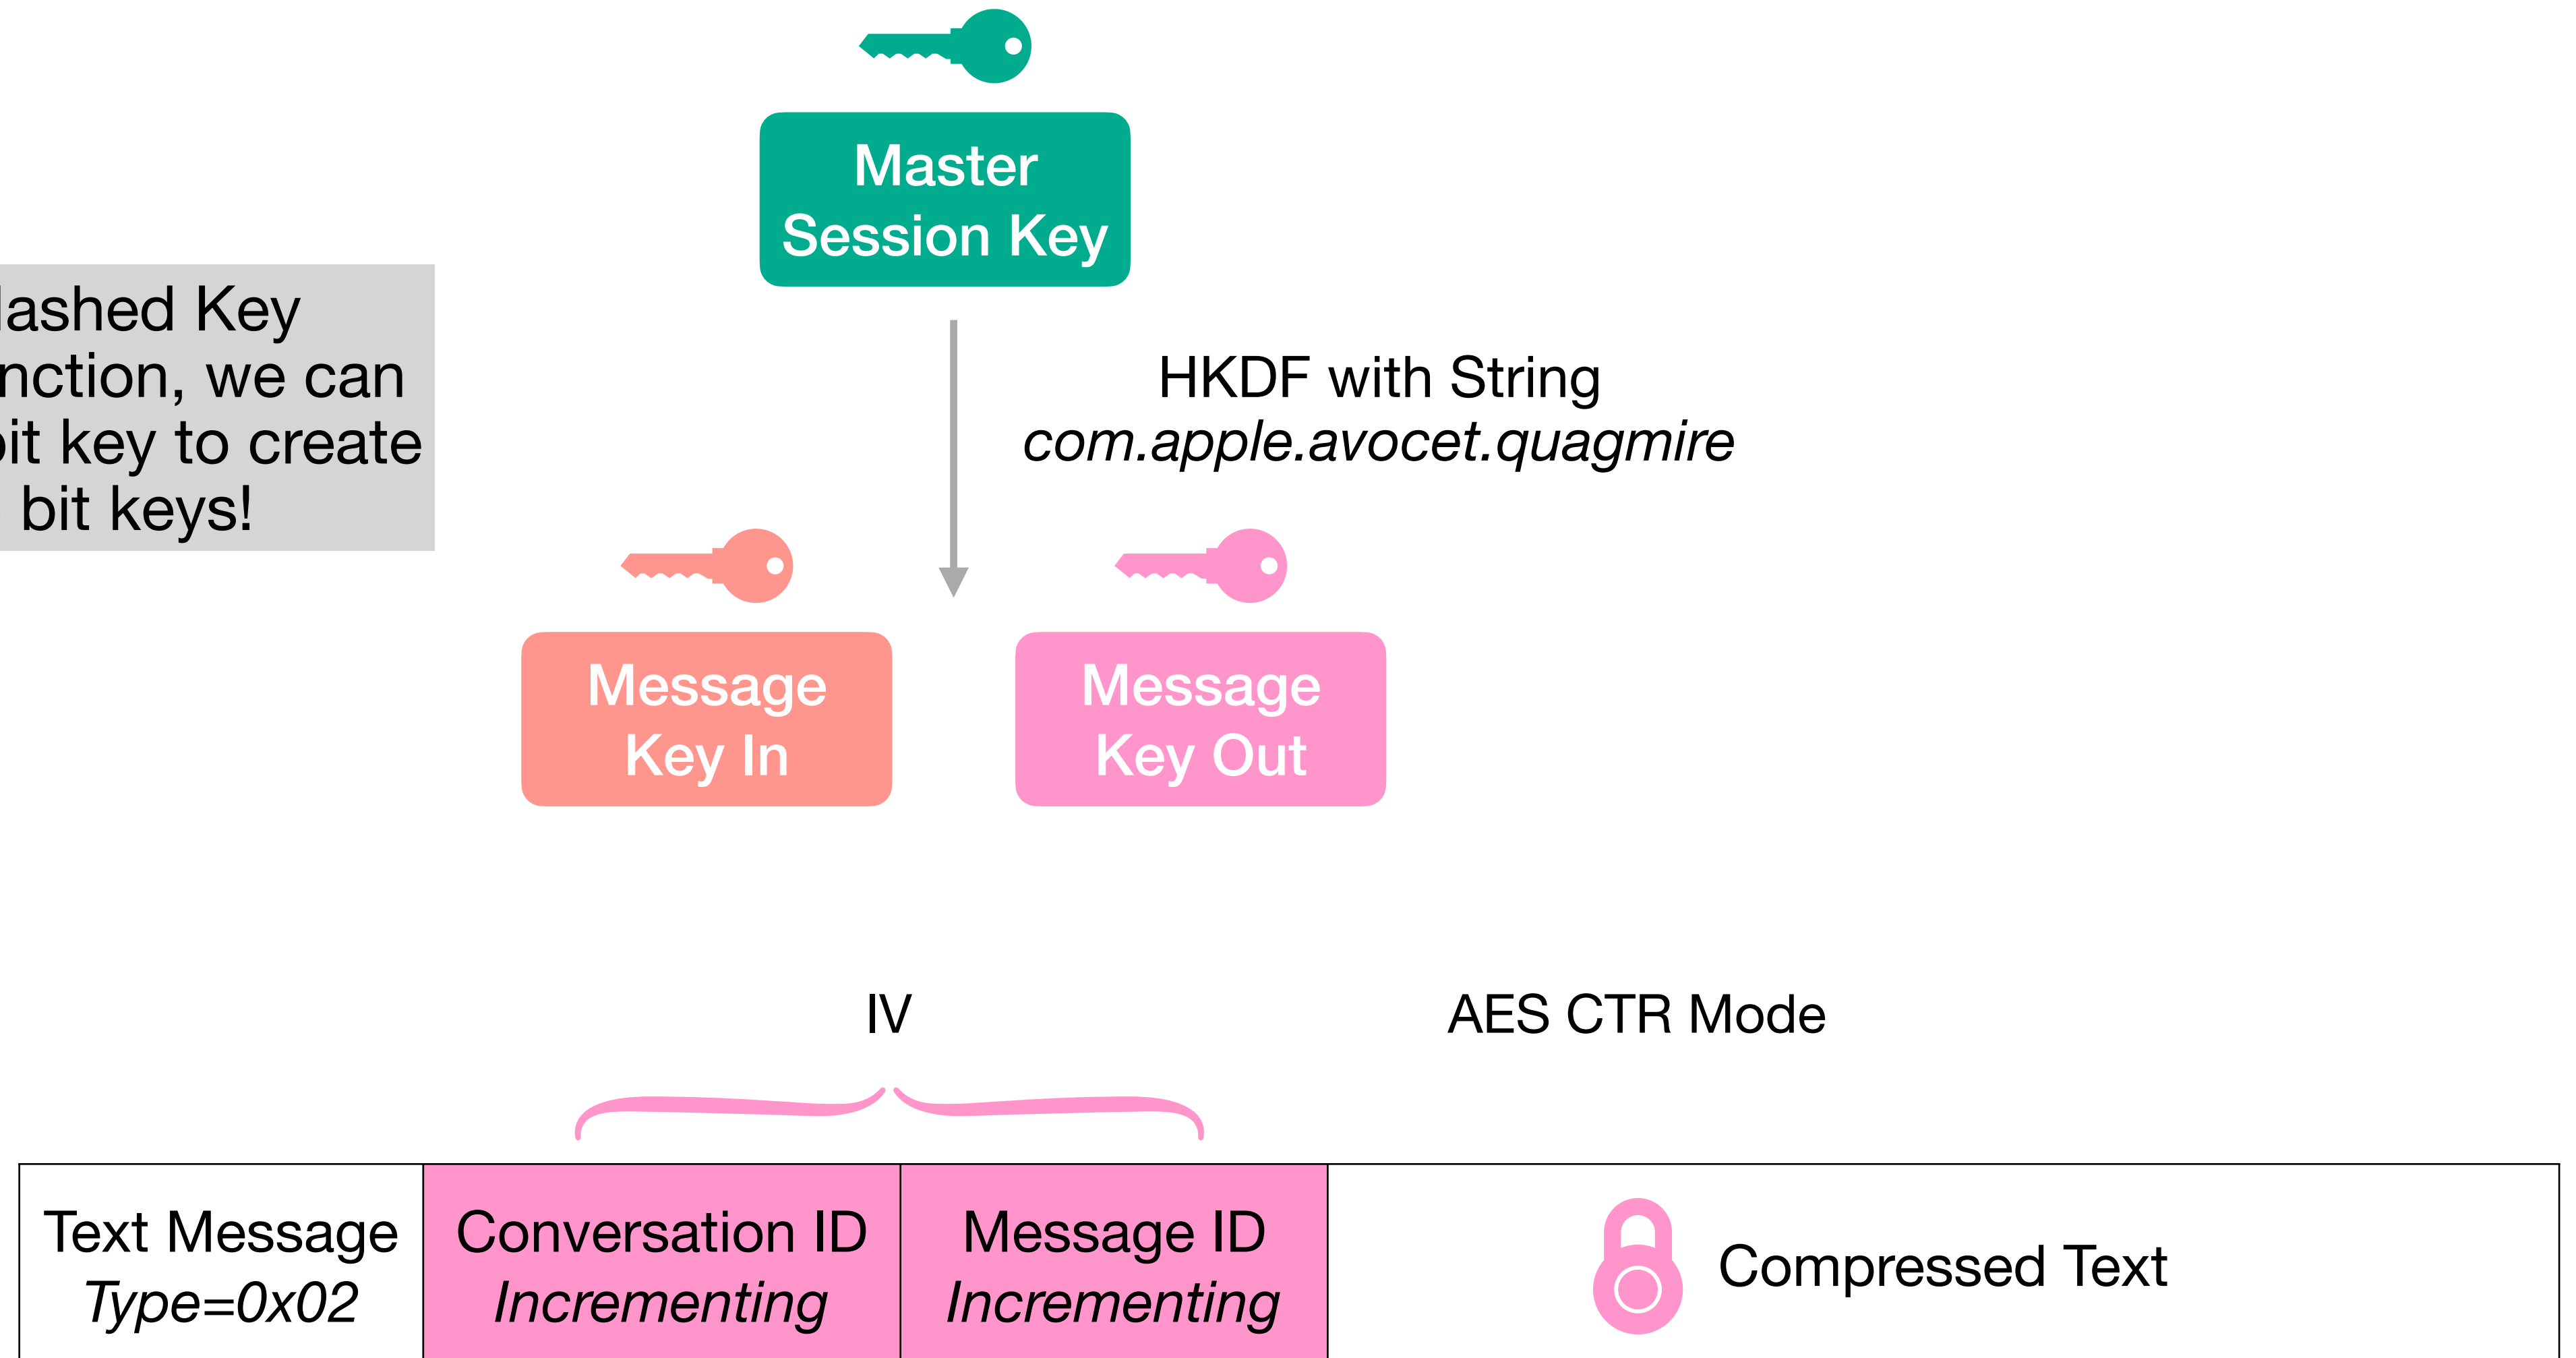 Master
Session Key
ashed Key
nction, we can
bit key to create
bit keys!
HKDF with String
com.apple.avocet.quagmire
Message
Key In
Message
Key Out
IV
AES CTR Mode
Text Message
Type=0x02
Conversation ID
Incrementing
Message ID
Incrementing
Compressed Text